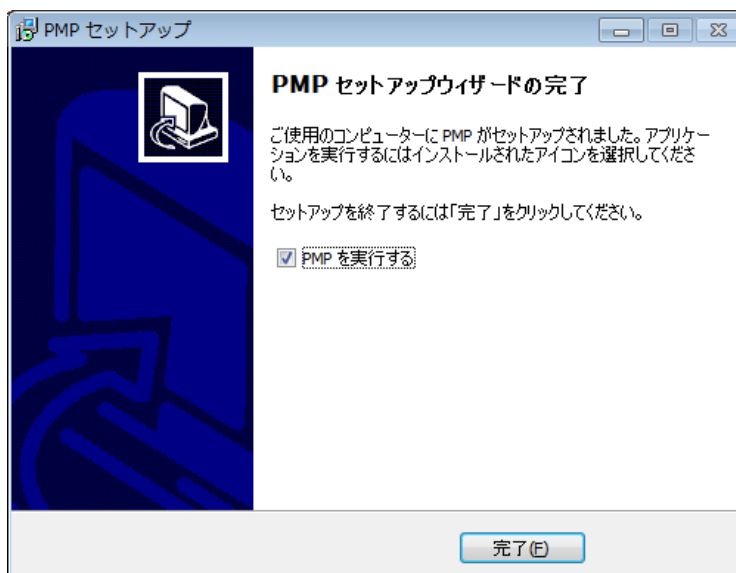 PMP セットアップ
PMP セットアップウィザードの完了
ご使用のコンピューターに PMP がセットアップされました。アプリケー
ションを実行するにはインストールされたアイコンを選択してくださ
い。
セットアップを終了するには「完了」をクリックしてください。
PMP を実行する
完了(F)